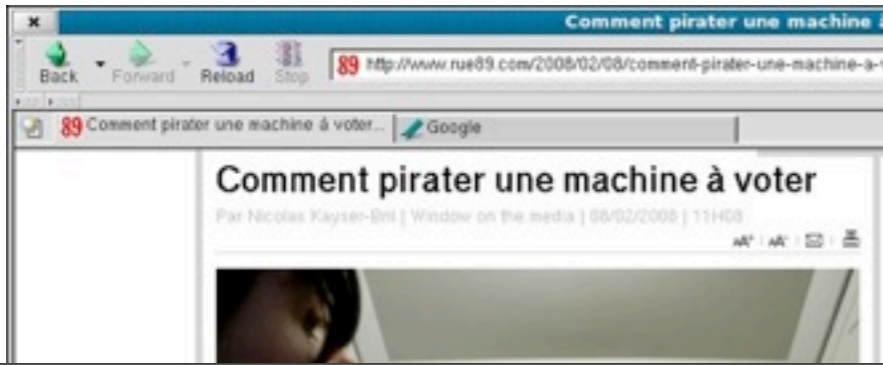 Comment pirater une machine à
Back Forward Reload Stop 89 http://www.rue89.com/2008/02/08/comment-pirater-une-machine-a-v
89 Comment pirater une machine à voter... Google
Comment pirater une machine à voter
Par Nicolas Kayser-Bril | Window on the media | 08/02/2008 | 11H08